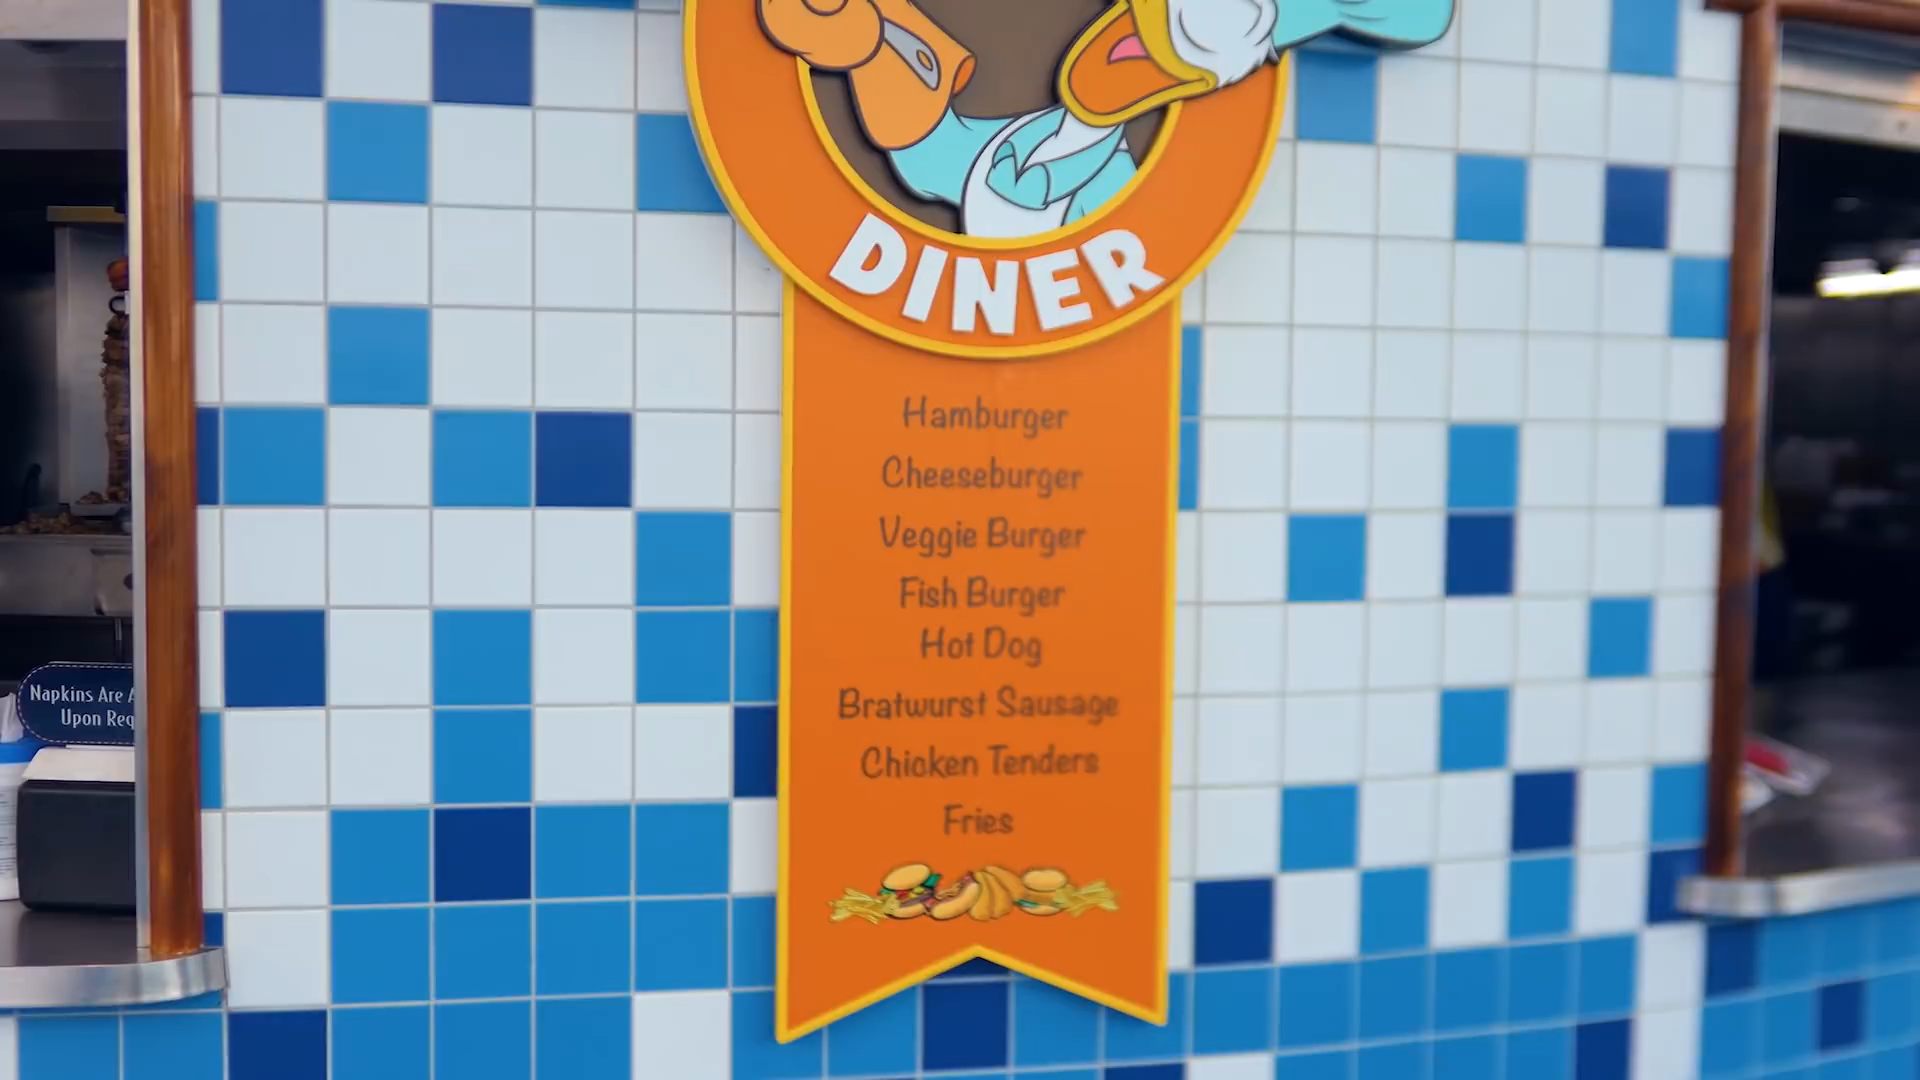 DINER
Hamburger
Cheeseburger
Veggie Burger
Fish Burger
Hot Dog
Bratwurst Sausage
Chicken Tenders
Fries
Napkins Are
Upon